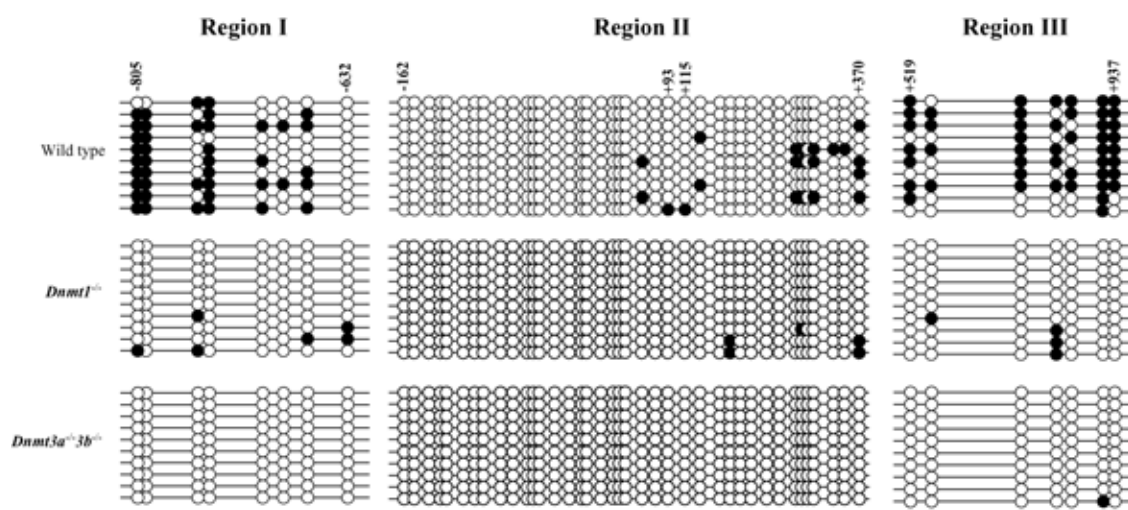 Region I Region II Region III
-805 -632 -162 +93 +115 +370 +519 +937
Wild type
Dnmt1⁻/⁻
Dnmt3a⁻/⁻3b⁻/⁻